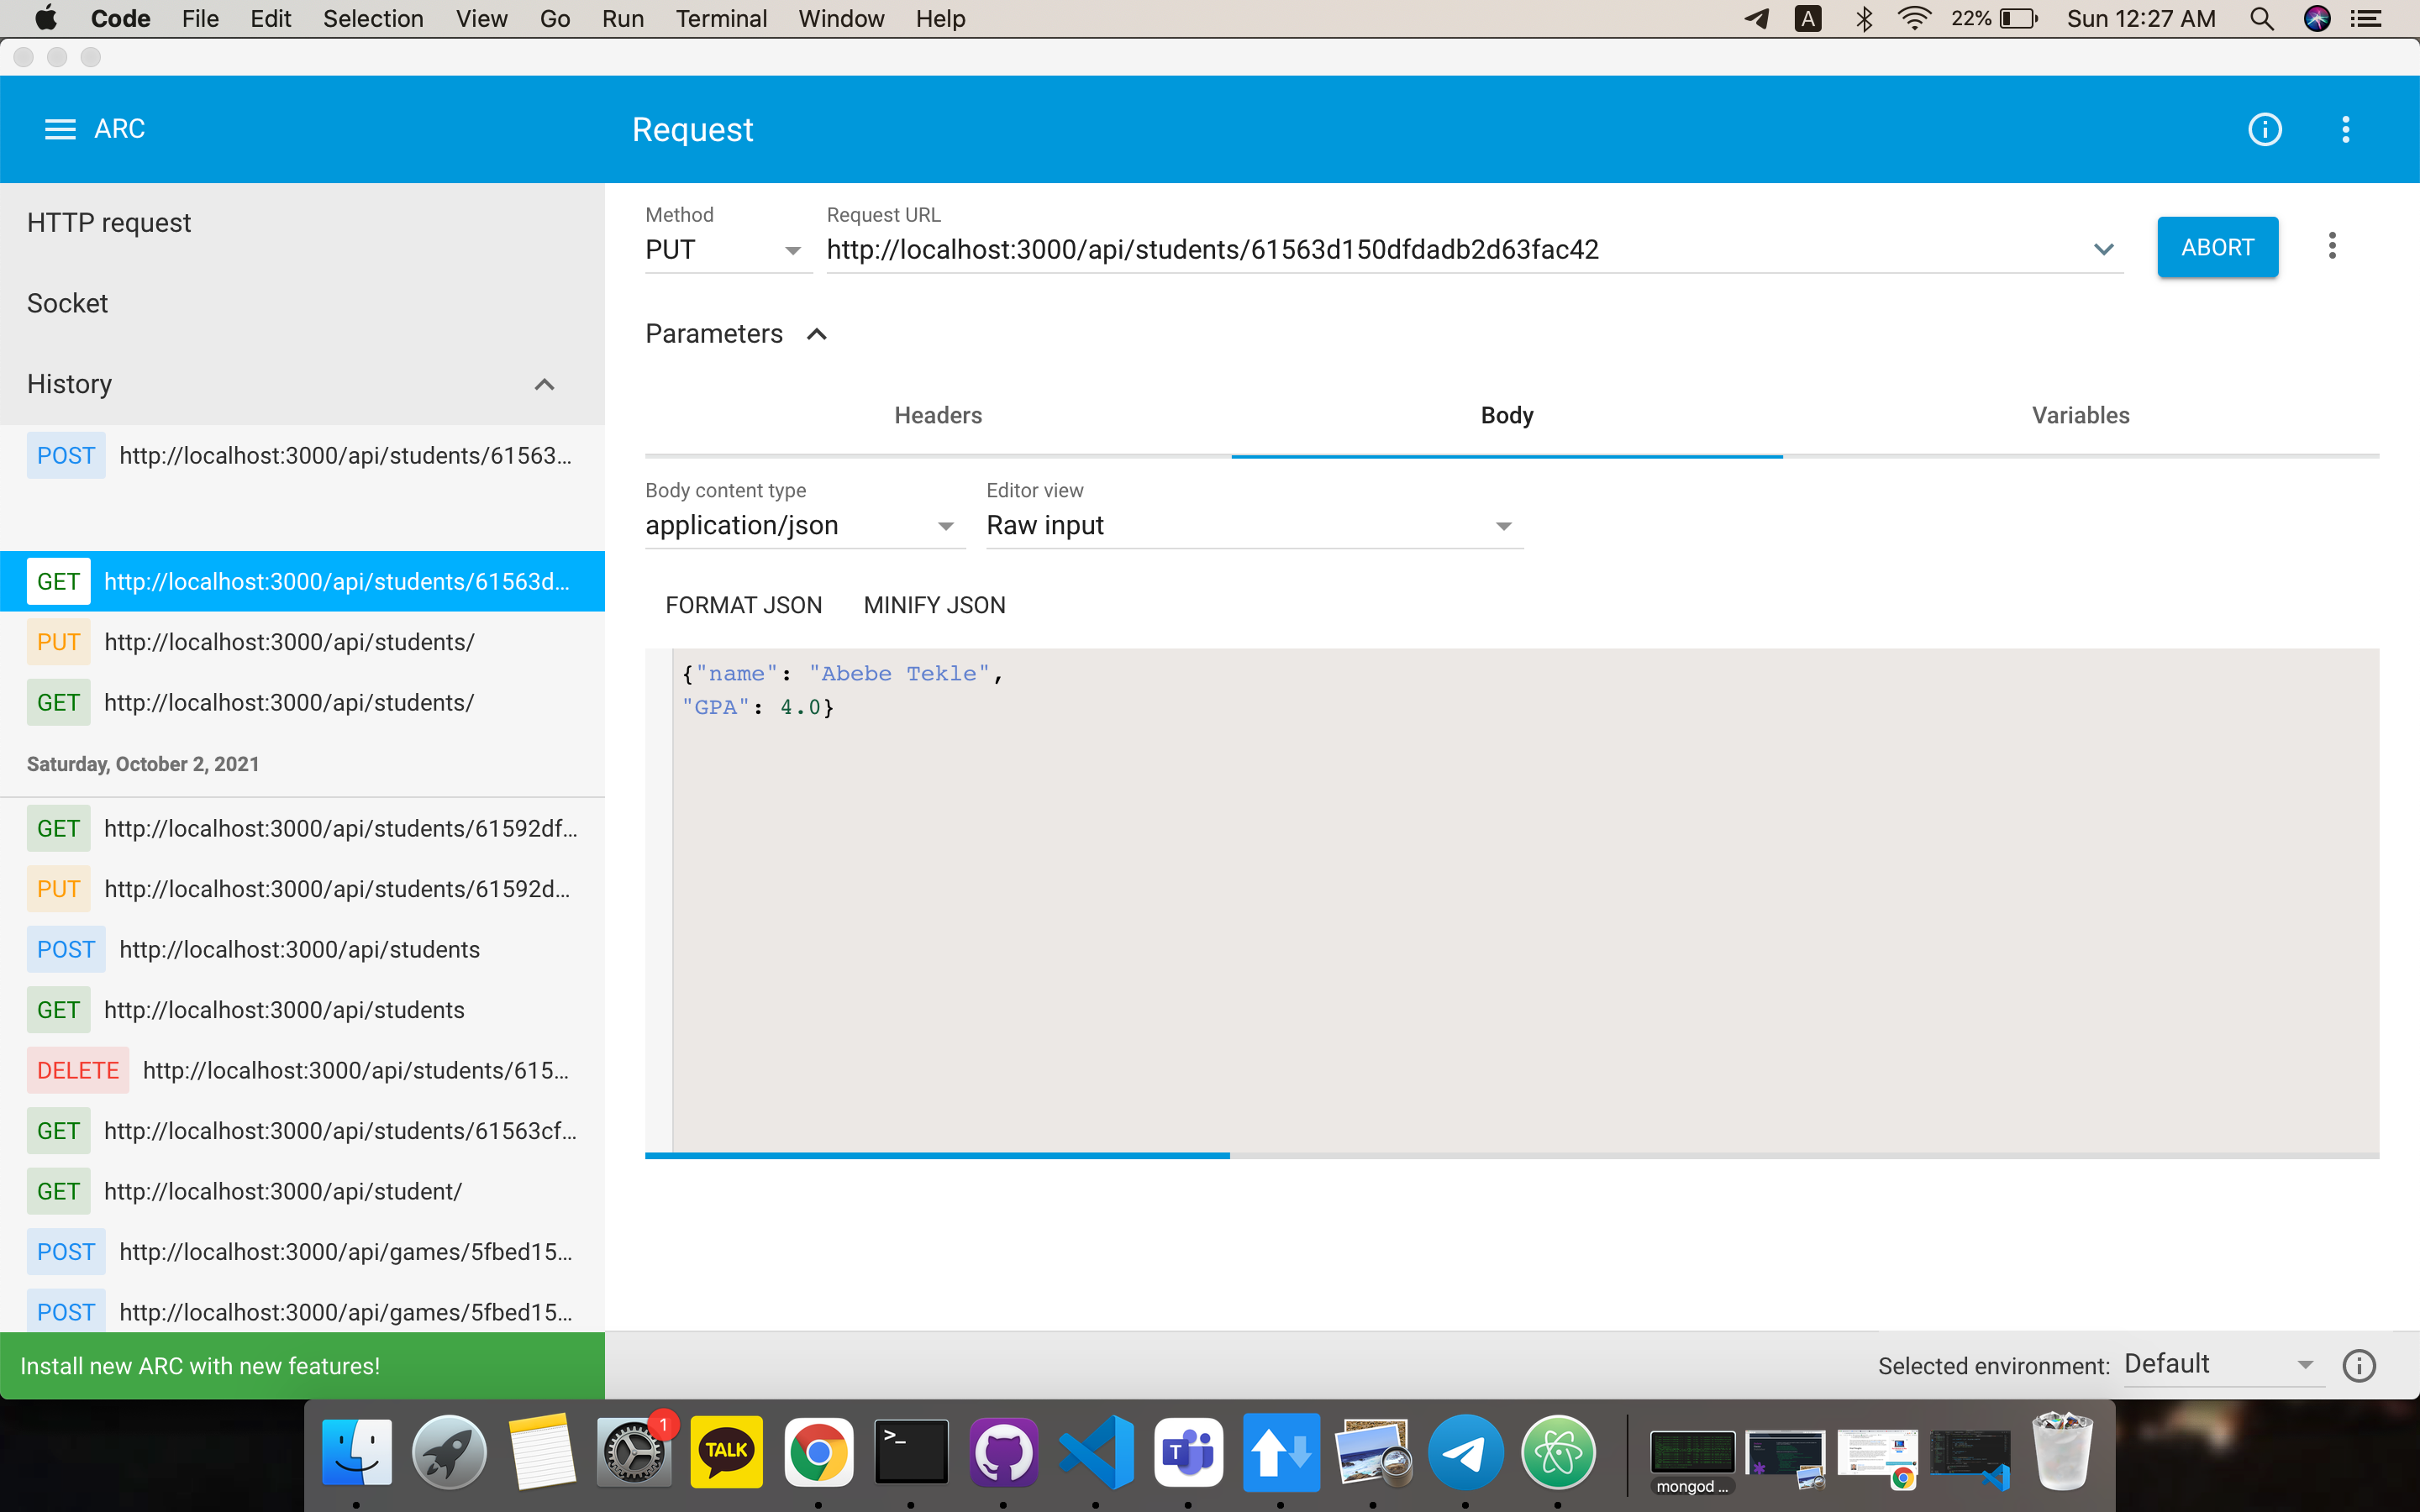 Code File Edit Selection View Go Run Terminal Window Help A 22% Sun 12:27 AM
ARC
Request
HTTP request
Socket
History
POST http://localhost:3000/api/students/61563...
GET http://localhost:3000/api/students/61563d...
PUT http://localhost:3000/api/students/
GET http://localhost:3000/api/students/
Saturday, October 2, 2021
GET http://localhost:3000/api/students/61592df...
PUT http://localhost:3000/api/students/61592d...
POST http://localhost:3000/api/students
GET http://localhost:3000/api/students
DELETE http://localhost:3000/api/students/615...
GET http://localhost:3000/api/students/61563cf...
GET http://localhost:3000/api/student/
POST http://localhost:3000/api/games/5fbed15...
POST http://localhost:3000/api/games/5fbed15...
Install new ARC with new features!
Method Request URL
PUT http://localhost:3000/api/students/61563d150dfdadb2d63fac42 ABORT
Parameters
Headers Body Variables
Body content type Editor view
application/json Raw input
FORMAT JSON MINIFY JSON
{"name": "Abebe Tekle",
"GPA": 4.0}
Selected environment: Default
1
TALK
>_
T
mongod ...